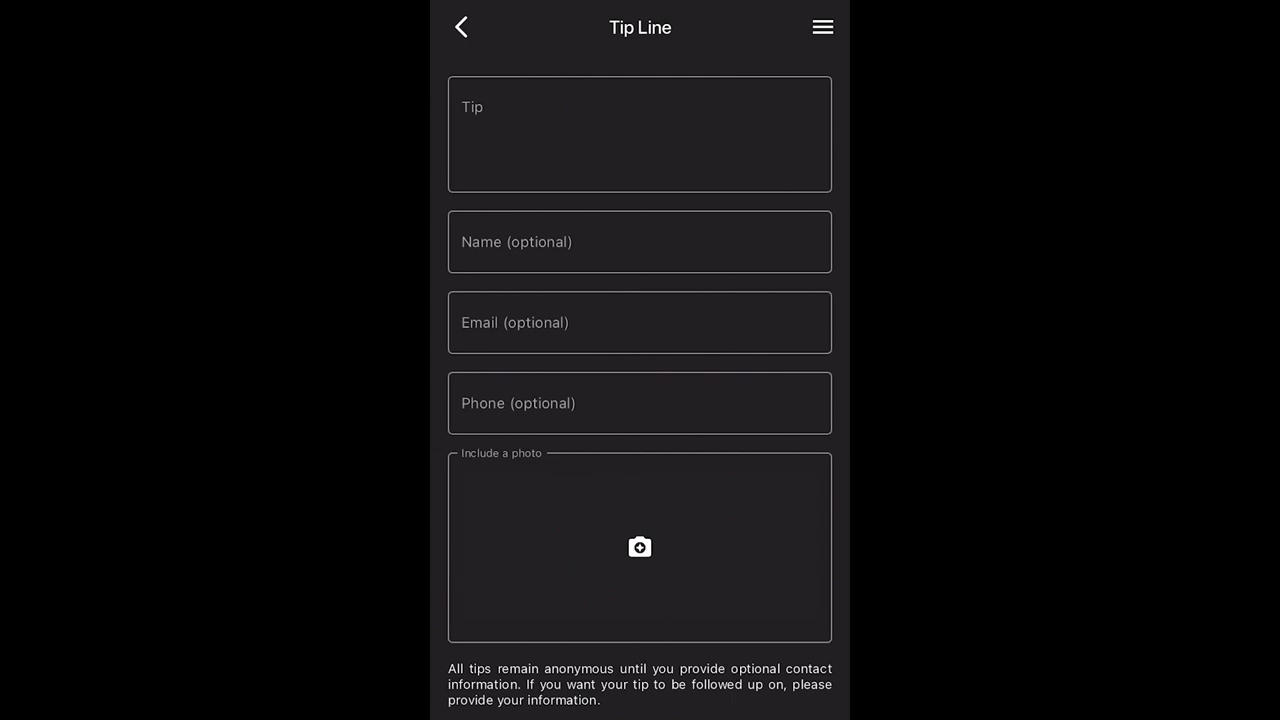 Tip Line
Tip
Name (optional)
Email (optional)
Phone (optional)
Include a photo
All tips remain anonymous until you provide optional contact
information. If you want your tip to be followed up on, please
provide your information.